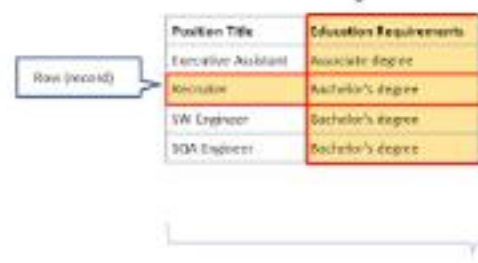 Position Title Education Requirements
Executive Assistant Associate degree
Row (record)
Recruiter Bachelor's degree
SW Engineer Bachelor's degree
SQA Engineer Bachelor's degree